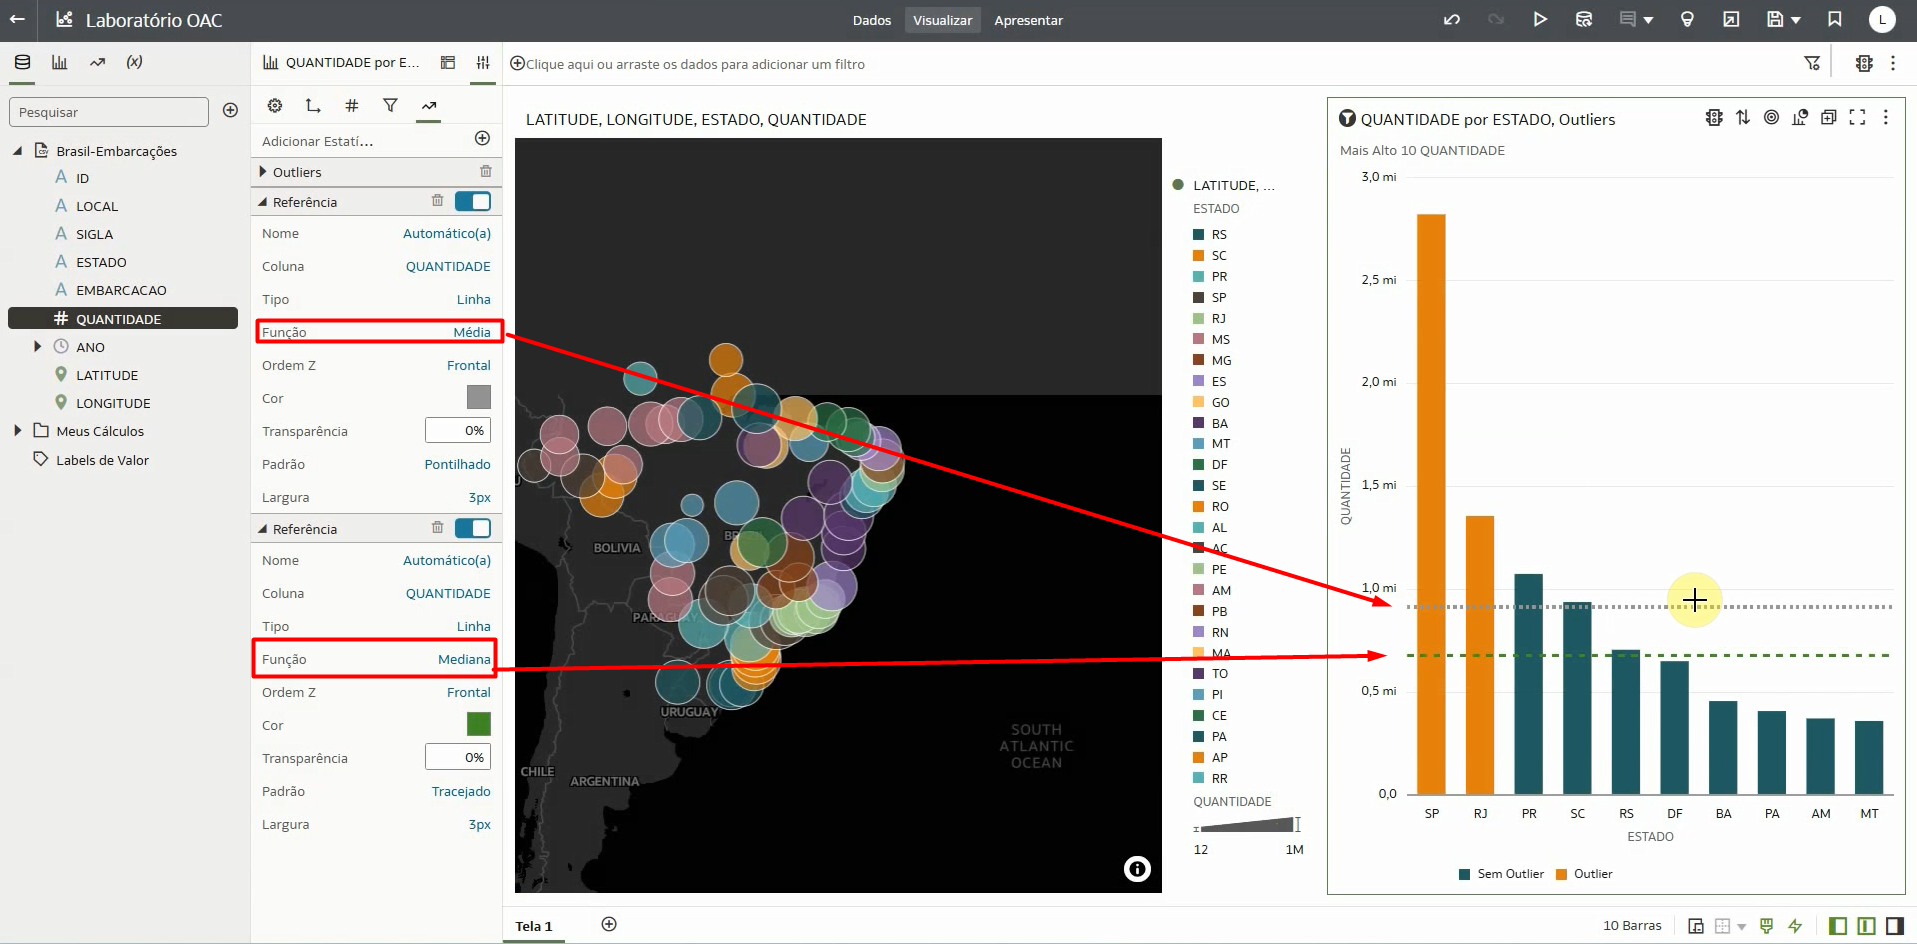 Laboratório OAC
Dados
Visualizar
Apresentar
L
(x)
Pesquisar
Brasil-Embarcações
A ID
A LOCAL
A SIGLA
A ESTADO
A EMBARCACAO
# QUANTIDADE
ANO
LATITUDE
LONGITUDE
Meus Cálculos
Labels de Valor
QUANTIDADE por E...
#
Adicionar Estatí...
Outliers
Referência
Nome Automático(a)
Coluna QUANTIDADE
Tipo Linha
Função Média
Ordem Z Frontal
Cor
Transparência 0%
Padrão Pontilhado
Largura 3px
Referência
Nome Automático(a)
Coluna QUANTIDADE
Tipo Linha
Função Mediana
Ordem Z Frontal
Cor
Transparência 0%
Padrão Tracejado
Largura 3px
Clique aqui ou arraste os dados para adicionar um filtro
LATITUDE, LONGITUDE, ESTADO, QUANTIDADE
BOLIVIA
BR
PARAGUAY
URUGUAY
CHILE
ARGENTINA
SOUTH
ATLANTIC
OCEAN
LATITUDE, ...
ESTADO
RS
SC
PR
SP
RJ
MS
MG
ES
GO
BA
MT
DF
SE
RO
AL
AC
PE
AM
PB
RN
MA
TO
PI
CE
PA
AP
RR
QUANTIDADE
12 1M
QUANTIDADE por ESTADO, Outliers
Mais Alto 10 QUANTIDADE
3,0 mi
2,5 mi
2,0 mi
1,5 mi
1,0 mi
0,5 mi
0,0
QUANTIDADE
SP RJ PR SC RS DF BA PA AM MT
ESTADO
Sem Outlier Outlier
Tela 1
10 Barras